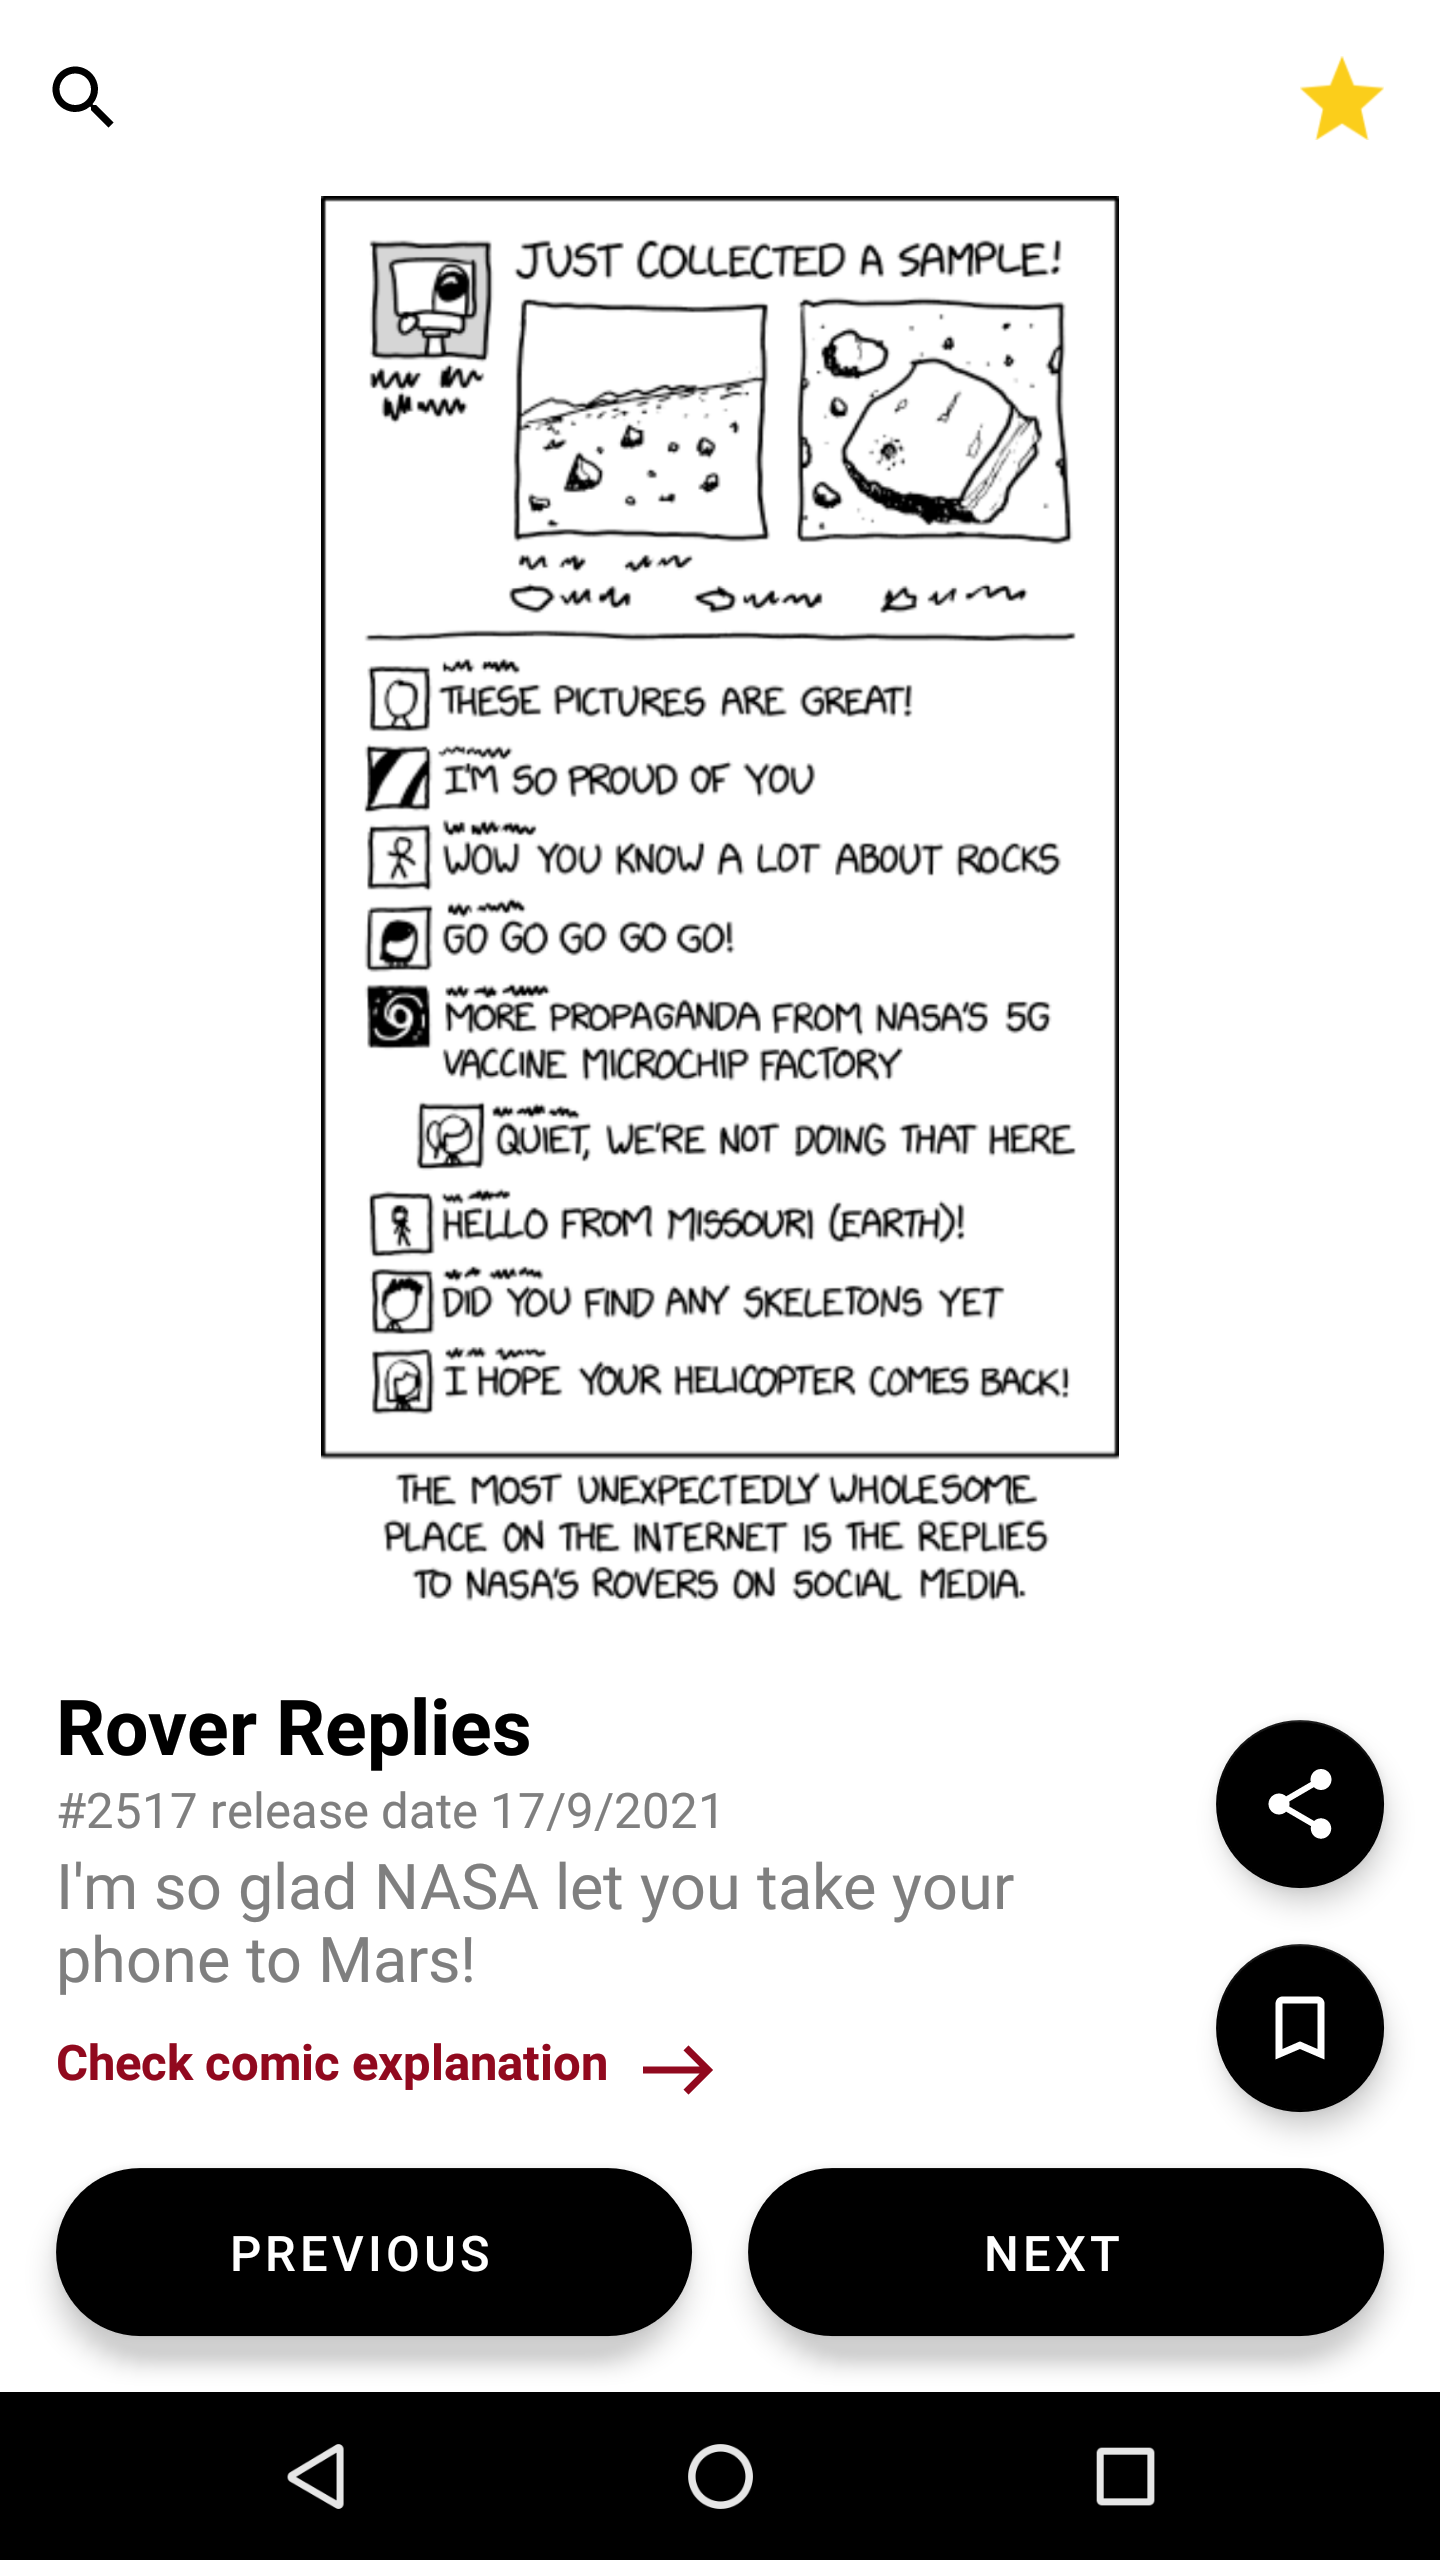 JUST COLLECTED A SAMPLE!
THESE PICTURES ARE GREAT!
I'M SO PROUD OF YOU
WOW YOU KNOW A LOT ABOUT ROCKS
GO GO GO GO GO!
MORE PROPAGANDA FROM NASA'S 5G
VACCINE MICROCHIP FACTORY
QUIET, WE'RE NOT DOING THAT HERE
HELLO FROM MISSOURI (EARTH)!
DID YOU FIND ANY SKELETONS YET
I HOPE YOUR HELICOPTER COMES BACK!
THE MOST UNEXPECTEDLY WHOLESOME
PLACE ON THE INTERNET IS THE REPLIES
TO NASA'S ROVERS ON SOCIAL MEDIA.
Rover Replies
#2517 release date 17/9/2021
I'm so glad NASA let you take your
phone to Mars!
Check comic explanation
PREVIOUS
NEXT